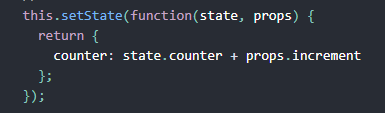 this.setState(function(state, props) {
  return {
    counter: state.counter + props.increment
  };
});